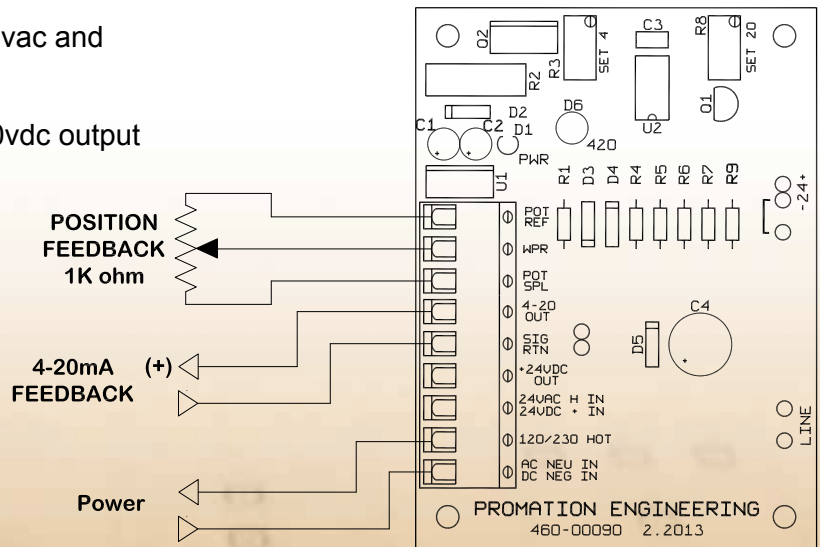 vac and
0vdc output
POSITION
FEEDBACK
1K ohm
4-20mA (+)
FEEDBACK
Power
Q2
R3
SET 4
C3
R8
SET 20
R2
D2
C1
C2
D1
PWR
D6
420
U2
Q1
U1
R1
D3
D4
R4
R5
R6
R7
R9
-24+
POT
REF
WPR
POT
SPL
4-20
OUT
SIG
RTN
+24VDC
OUT
24VAC H IN
24VDC + IN
120/230 HOT
AC NEU IN
DC NEG IN
D5
C4
LINE
PROMATION ENGINEERING
460-00090 2.2013